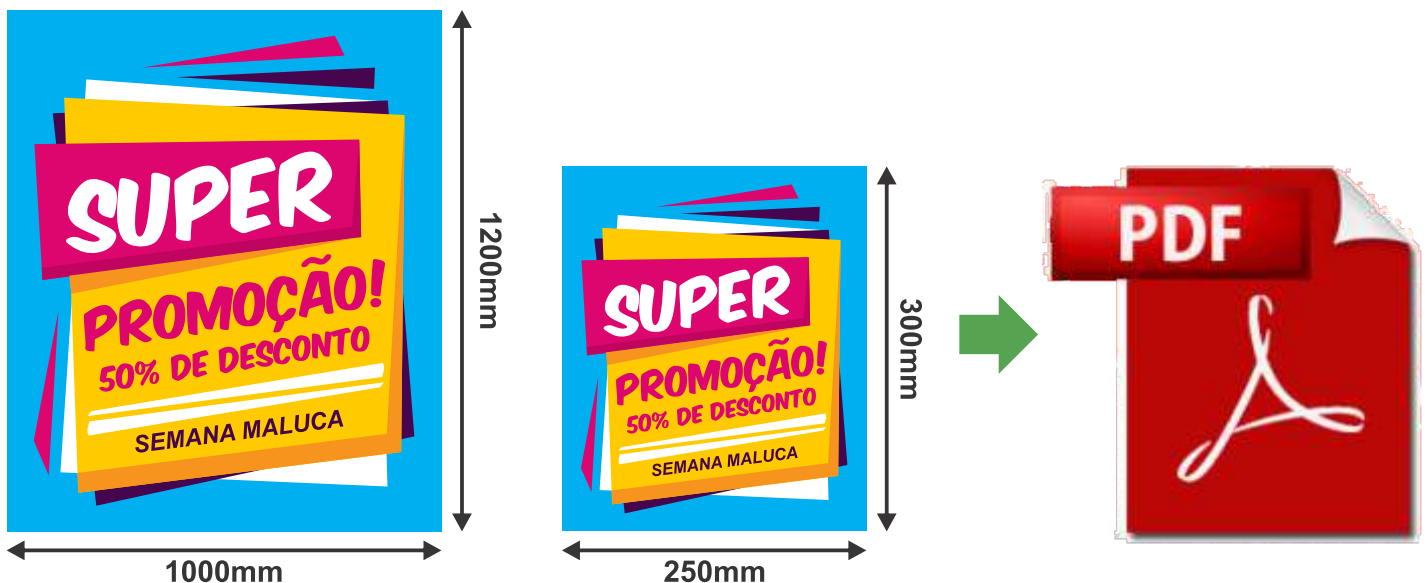 SUPER
PROMOÇÃO!
50% DE DESCONTO
SEMANA MALUCA
1200mm
1000mm
SUPER
PROMOÇÃO!
50% DE DESCONTO
SEMANA MALUCA
300mm
250mm
PDF